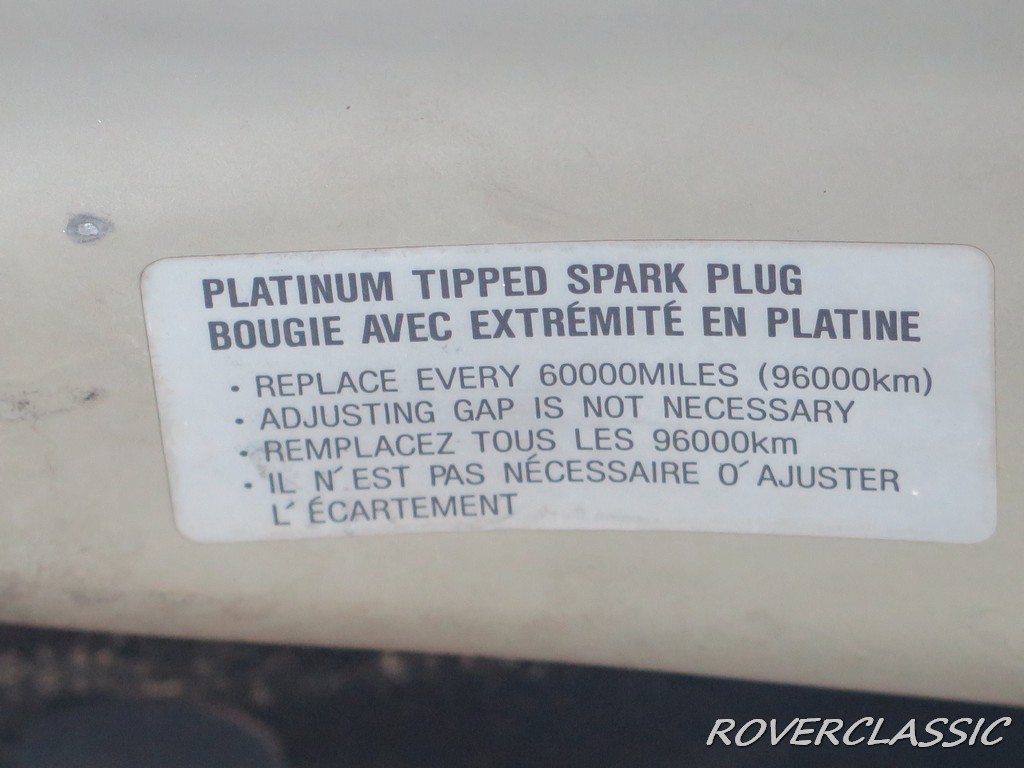 PLATINUM TIPPED SPARK PLUG
BOUGIE AVEC EXTRÉMITÉ EN PLATINE
• REPLACE EVERY 60000MILES (96000km)
• ADJUSTING GAP IS NOT NECESSARY
• REMPLACEZ TOUS LES 96000km
• IL N´EST PAS NÉCESSAIRE O´AJUSTER
L´ÉCARTEMENT
ROVERCLASSIC